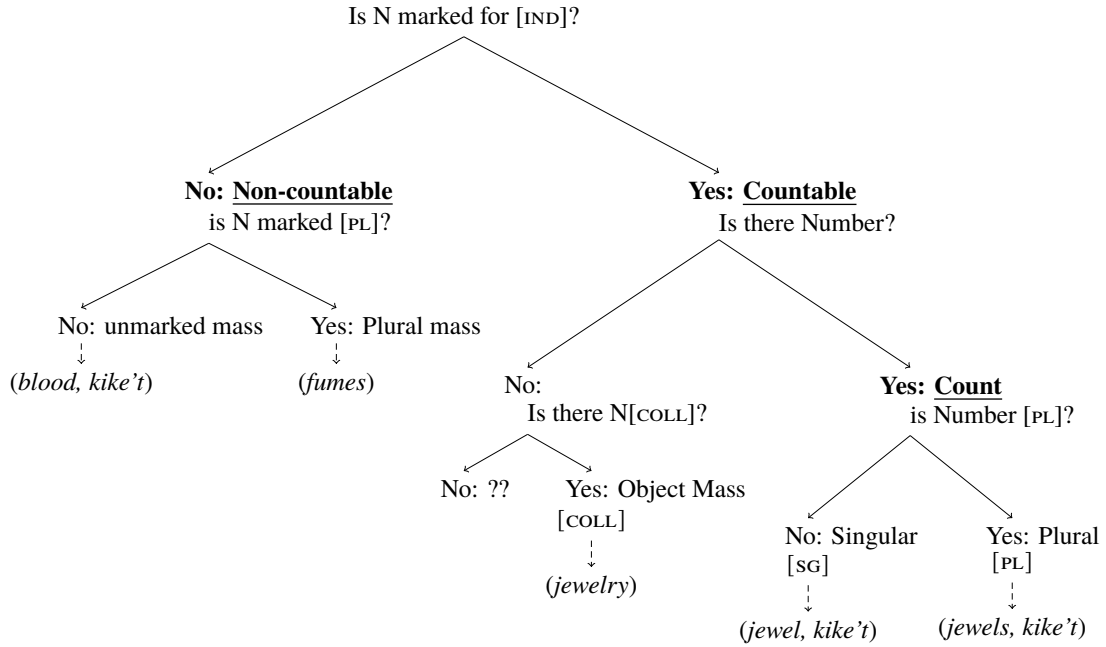 Is N marked for [IND]?
No: Non-countable
is N marked [PL]?
Yes: Countable
Is there Number?
No: unmarked mass
Yes: Plural mass
(blood, kike't)
(fumes)
No:
Is there N[COLL]?
Yes: Count
is Number [PL]?
No: ??
Yes: Object Mass
[COLL]
(jewelry)
No: Singular
[SG]
Yes: Plural
[PL]
(jewel, kike't)
(jewels, kike't)